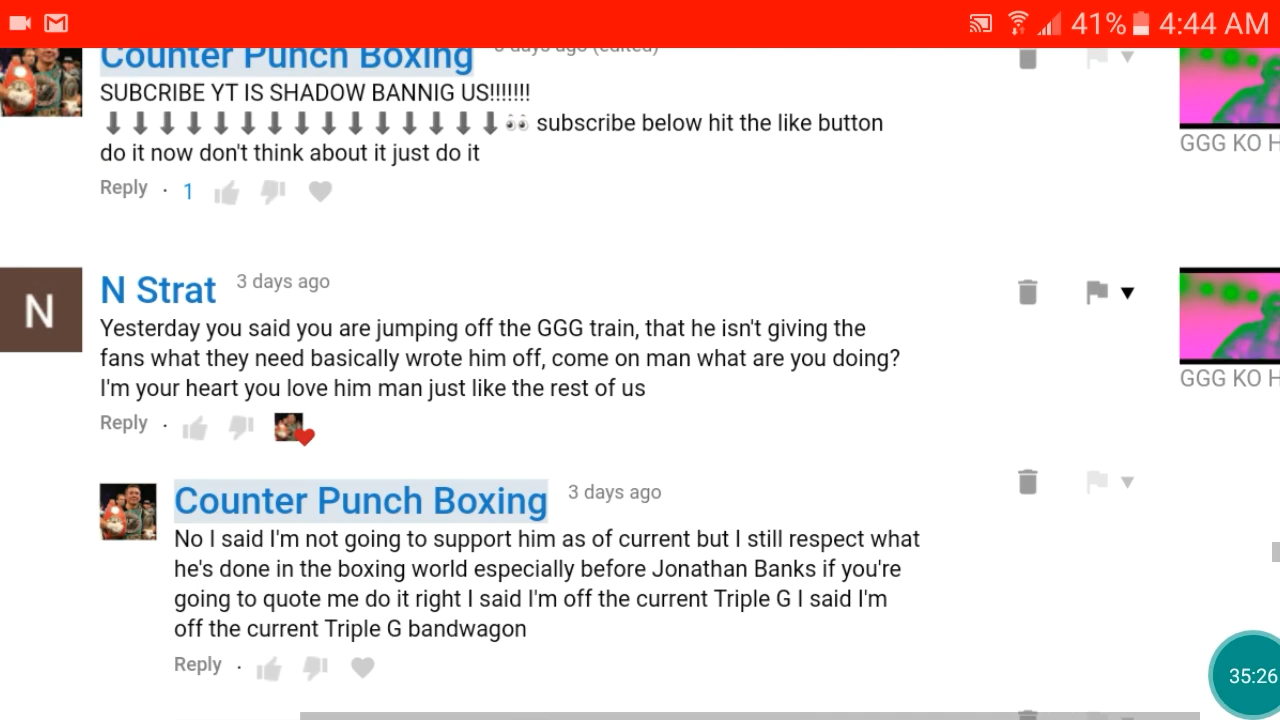 41% 4:44 AM
Counter Punch Boxing 3 days ago (edited)
SUBCRIBE YT IS SHADOW BANNIG US!!!!!!!
⬇⬇⬇⬇⬇⬇⬇⬇⬇⬇⬇⬇⬇⬇⬇👀 subscribe below hit the like button
do it now don't think about it just do it
Reply · 1
GGG KO H
N
N Strat 3 days ago
Yesterday you said you are jumping off the GGG train, that he isn't giving the
fans what they need basically wrote him off, come on man what are you doing?
I'm your heart you love him man just like the rest of us
Reply ·
GGG KO H
Counter Punch Boxing 3 days ago
No I said I'm not going to support him as of current but I still respect what
he's done in the boxing world especially before Jonathan Banks if you're
going to quote me do it right I said I'm off the current Triple G I said I'm
off the current Triple G bandwagon
Reply ·
35:26